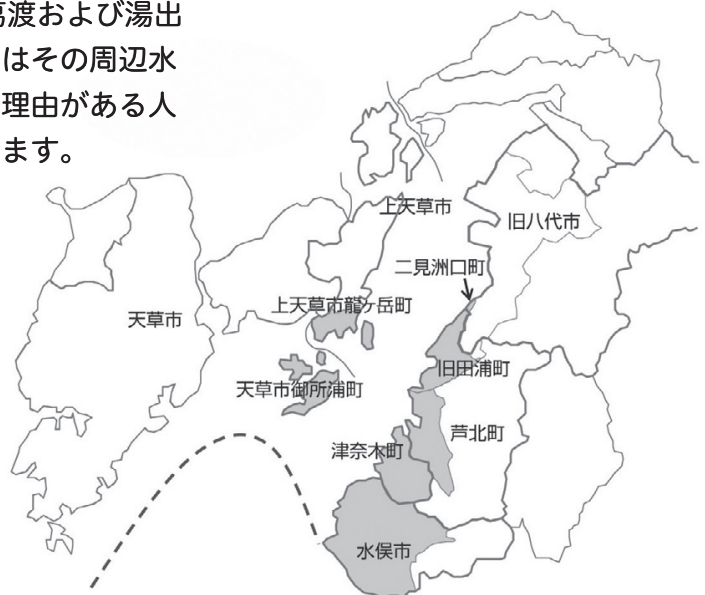 渡および湯出
はその周辺水
理由がある人
ます。
上天草市
旧八代市
二見洲口町
上天草市龍ヶ岳町
天草市
旧田浦町
天草市御所浦町
芦北町
津奈木町
水俣市